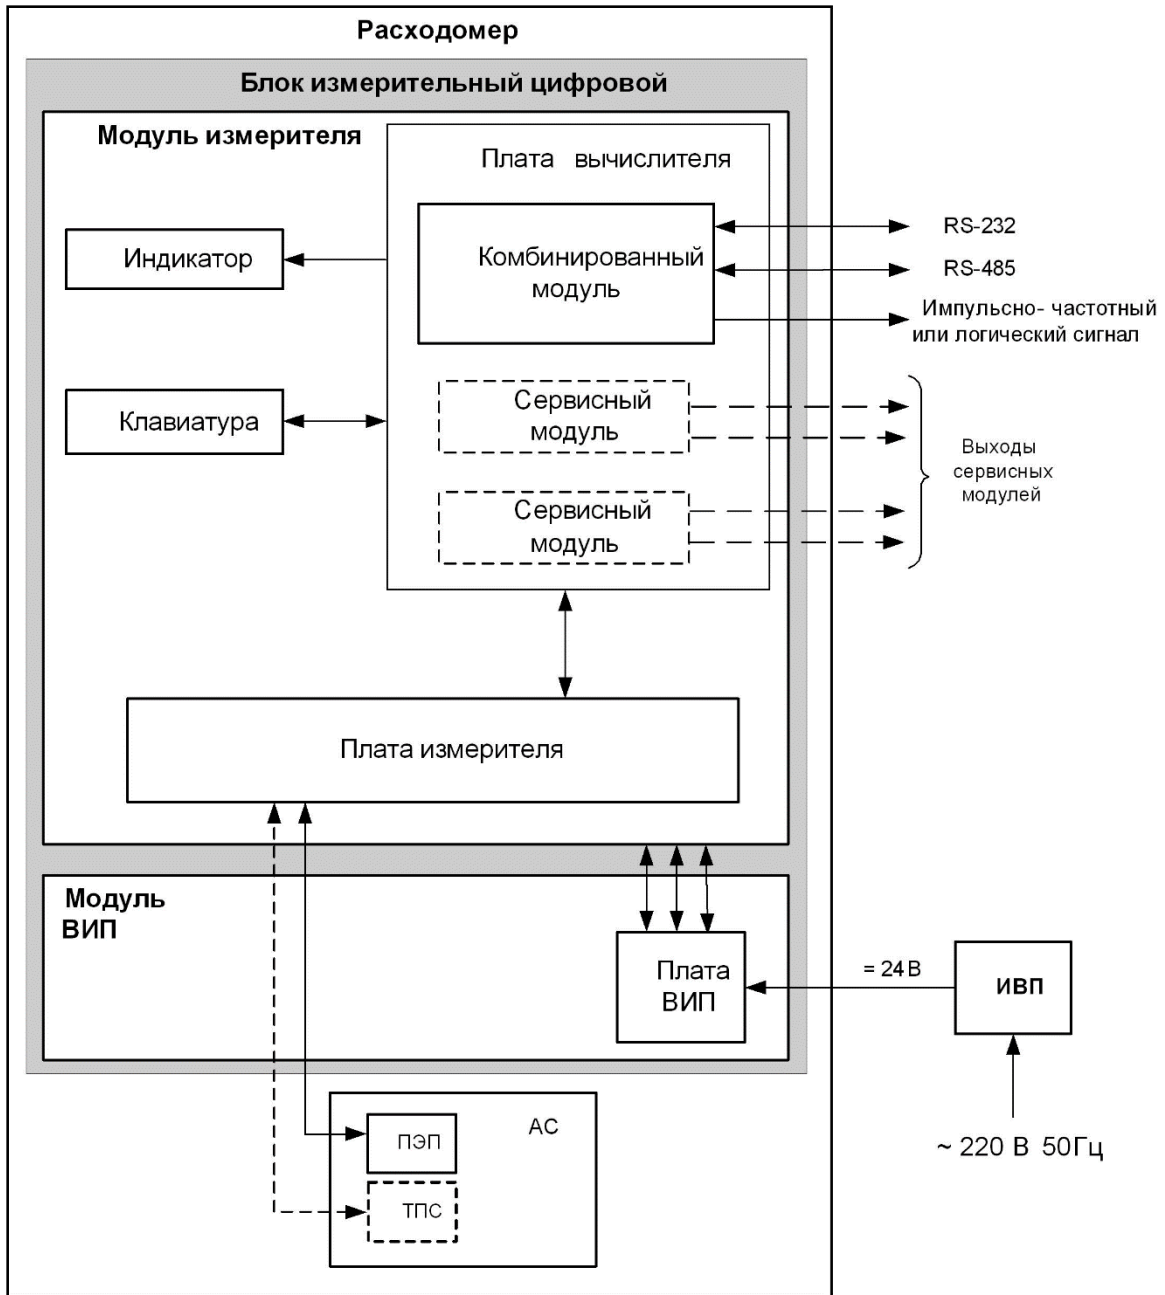 Расходомер
Блок измерительный цифровой
Модуль измерителя
Плата вычислителя
Комбинированный
модуль
Индикатор
Клавиатура
Сервисный
модуль
Сервисный
модуль
RS-232
RS-485
Импульсно- частотный
или логический сигнал
Выходы
сервисных
модулей
Плата измерителя
Модуль
ВИП
Плата
ВИП
= 24 В
ИВП
~ 220 В 50Гц
АС
ПЭП
ТПС